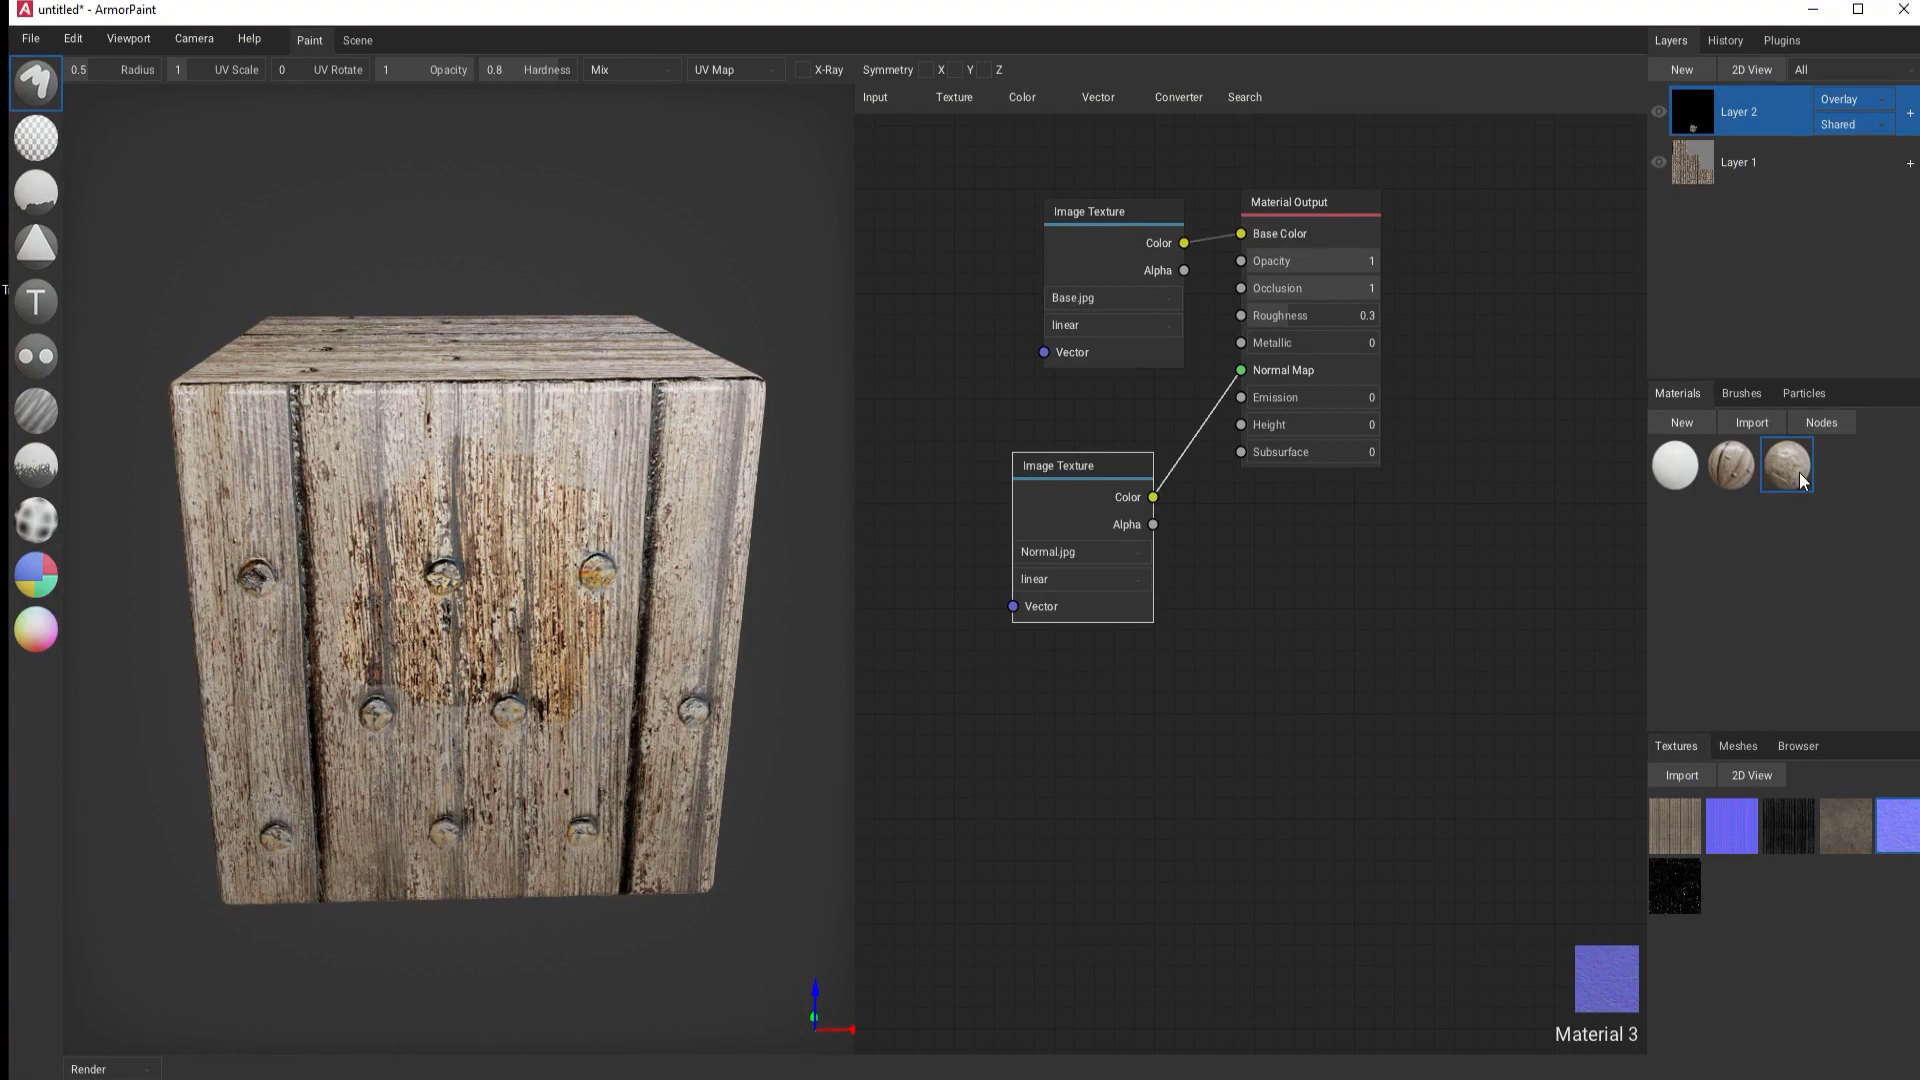 untitled* - ArmorPaint
File Edit Viewport Camera Help Paint Scene
Layers History Plugins
0.5 Radius 1 UV Scale 0 UV Rotate 1 Opacity 0.8 Hardness Mix UV Map X-Ray Symmetry X Y Z
New 2D View All
Input Texture Color Vector Converter Search
Layer 2 Overlay +
Shared
Layer 1 +
Image Texture
Color
Alpha
Base.jpg
linear
Vector
Material Output
Base Color
Opacity 1
Occlusion 1
Roughness 0.3
Metallic 0
Normal Map
Emission 0
Height 0
Subsurface 0
Image Texture
Color
Alpha
Normal.jpg
linear
Vector
T
Materials Brushes Particles
New Import Nodes
Textures Meshes Browser
Import 2D View
Material 3
Render